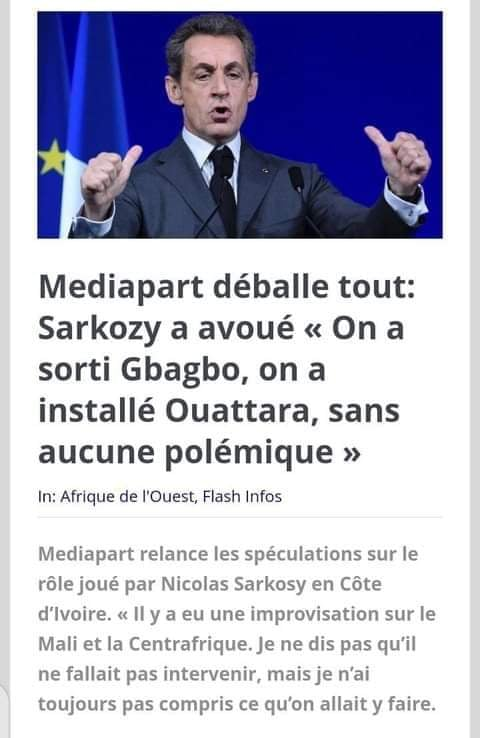 Mediapart déballe tout:
Sarkozy a avoué « On a
sorti Gbagbo, on a
installé Ouattara, sans
aucune polémique »
In: Afrique de l'Ouest, Flash Infos
Mediapart relance les spéculations sur le
rôle joué par Nicolas Sarkosy en Côte
d’Ivoire. « Il y a eu une improvisation sur le
Mali et la Centrafrique. Je ne dis pas qu’il
ne fallait pas intervenir, mais je n’ai
toujours pas compris ce qu’on allait y faire.